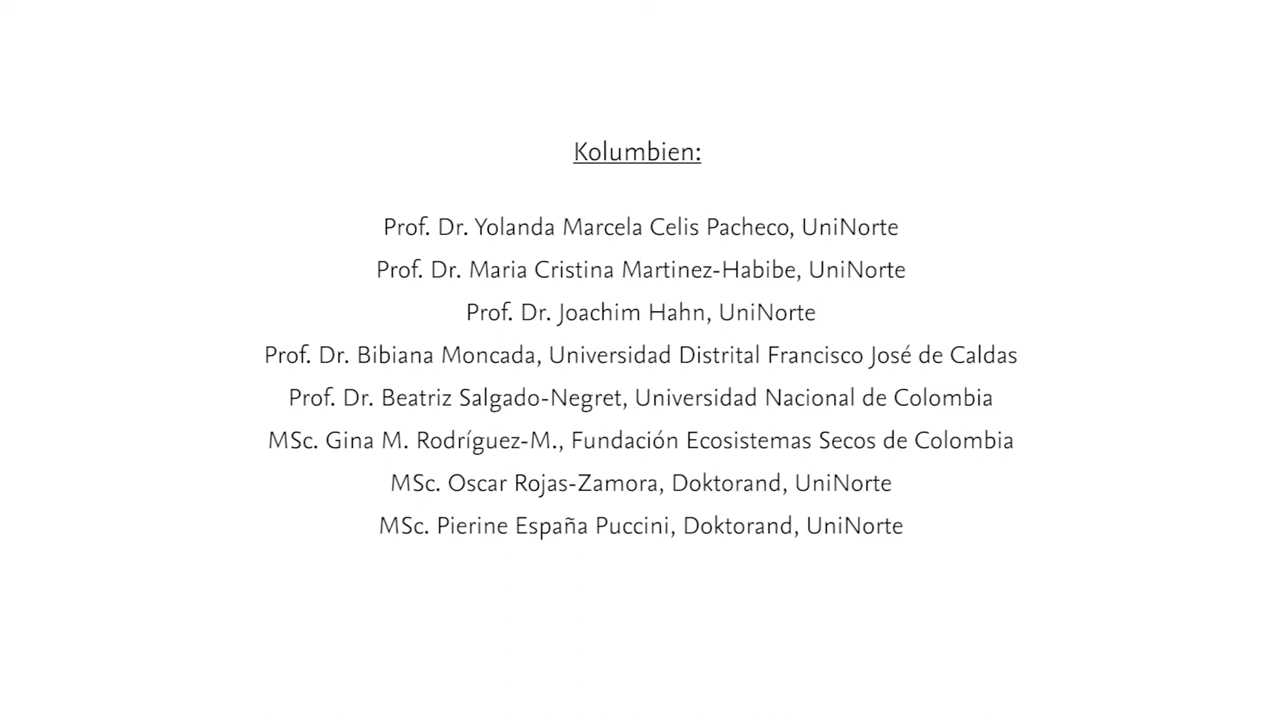 Kolumbien:
Prof. Dr. Yolanda Marcela Celis Pacheco, UniNorte
Prof. Dr. Maria Cristina Martinez-Habibe, UniNorte
Prof. Dr. Joachim Hahn, UniNorte
Prof. Dr. Bibiana Moncada, Universidad Distrital Francisco José de Caldas
Prof. Dr. Beatriz Salgado-Negret, Universidad Nacional de Colombia
MSc. Gina M. Rodríguez-M., Fundación Ecosistemas Secos de Colombia
MSc. Oscar Rojas-Zamora, Doktorand, UniNorte
MSc. Pierine España Puccini, Doktorand, UniNorte